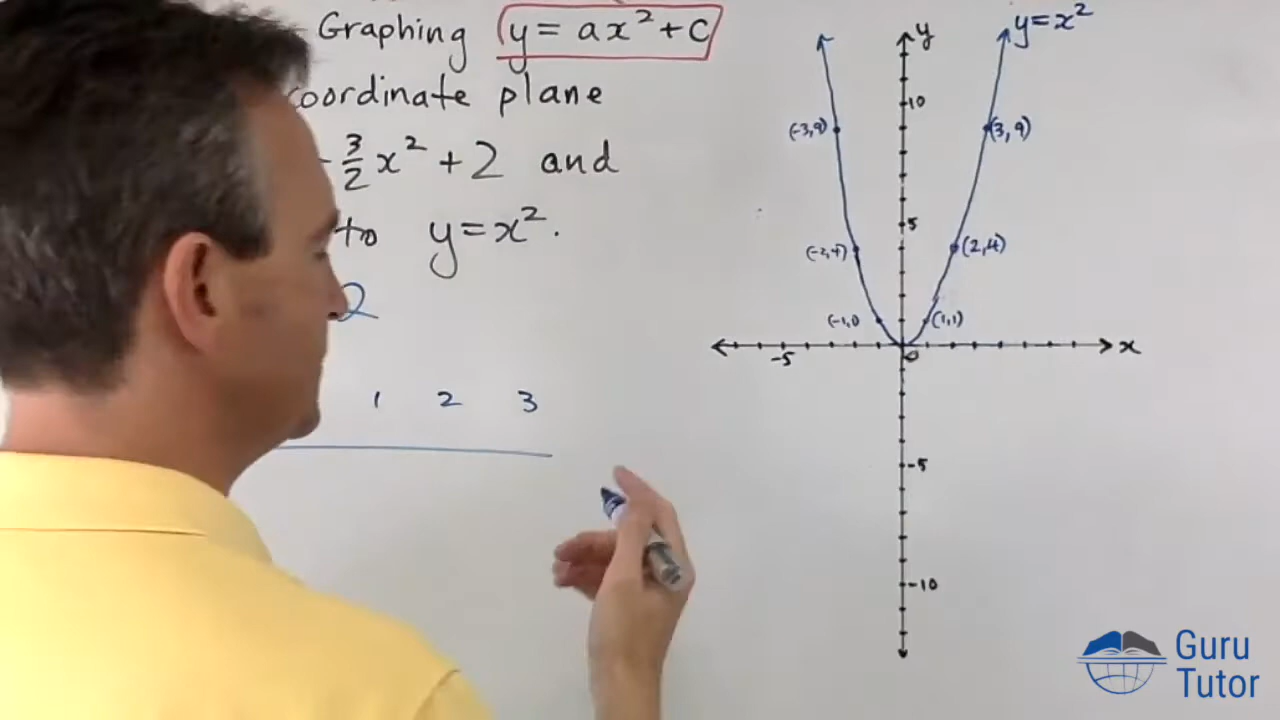 Graphing y = ax² + c
coordinate plane
- 3/2 x² + 2 and
to y = x².
2
1 2 3
y = x²
y
10
(-3,9) (3,9)
5
(-2,4) (2,4)
(-1,1) (1,1)
-5 0 x
-5
-10
Guru
Tutor